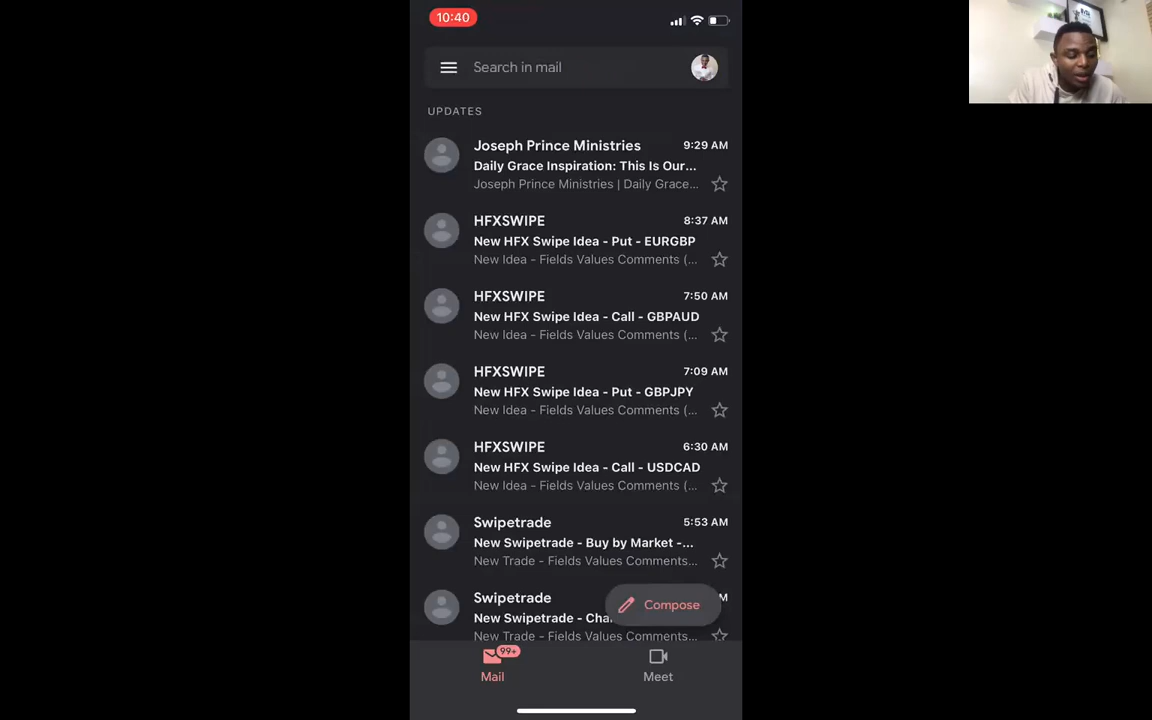 10:40
Search in mail
UPDATES
Joseph Prince Ministries 9:29 AM
Daily Grace Inspiration: This Is Our...
Joseph Prince Ministries | Daily Grace...
HFXSWIPE 8:37 AM
New HFX Swipe Idea - Put - EURGBP
New Idea - Fields Values Comments (...
HFXSWIPE 7:50 AM
New HFX Swipe Idea - Call - GBPAUD
New Idea - Fields Values Comments (...
HFXSWIPE 7:09 AM
New HFX Swipe Idea - Put - GBPJPY
New Idea - Fields Values Comments (...
HFXSWIPE 6:30 AM
New HFX Swipe Idea - Call - USDCAD
New Idea - Fields Values Comments (...
Swipetrade 5:53 AM
New Swipetrade - Buy by Market -...
New Trade - Fields Values Comments...
Swipetrade M
New Swipetrade - Cha
New Trade - Fields Values Comments...
Compose
99+
Mail
Meet